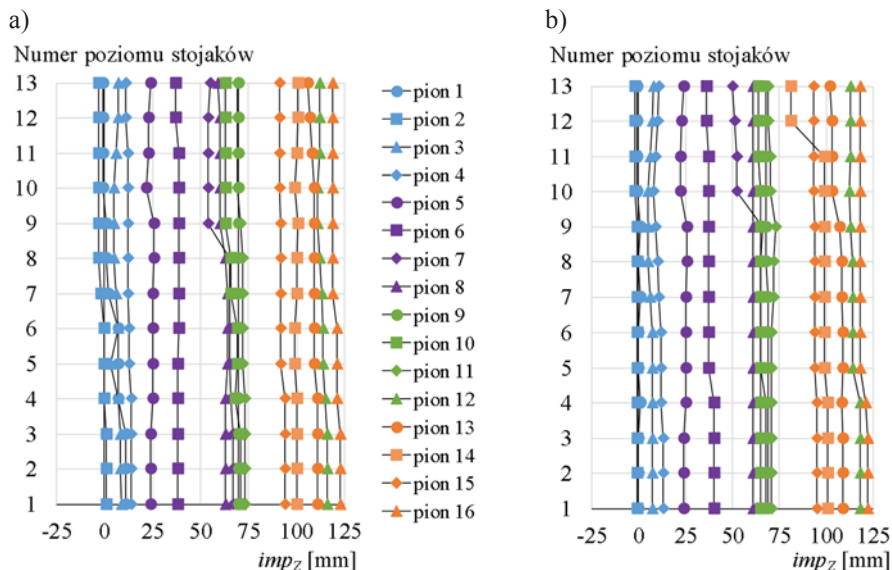 a)
Numer poziomu stojaków
13
12
11
10
9
8
7
6
5
4
3
2
1
-25 0 25 50 75 100 125
imp_Z [mm]
pion 1
pion 2
pion 3
pion 4
pion 5
pion 6
pion 7
pion 8
pion 9
pion 10
pion 11
pion 12
pion 13
pion 14
pion 15
pion 16
b)
Numer poziomu stojaków
13
12
11
10
9
8
7
6
5
4
3
2
1
-25 0 25 50 75 100 125
imp_Z [mm]